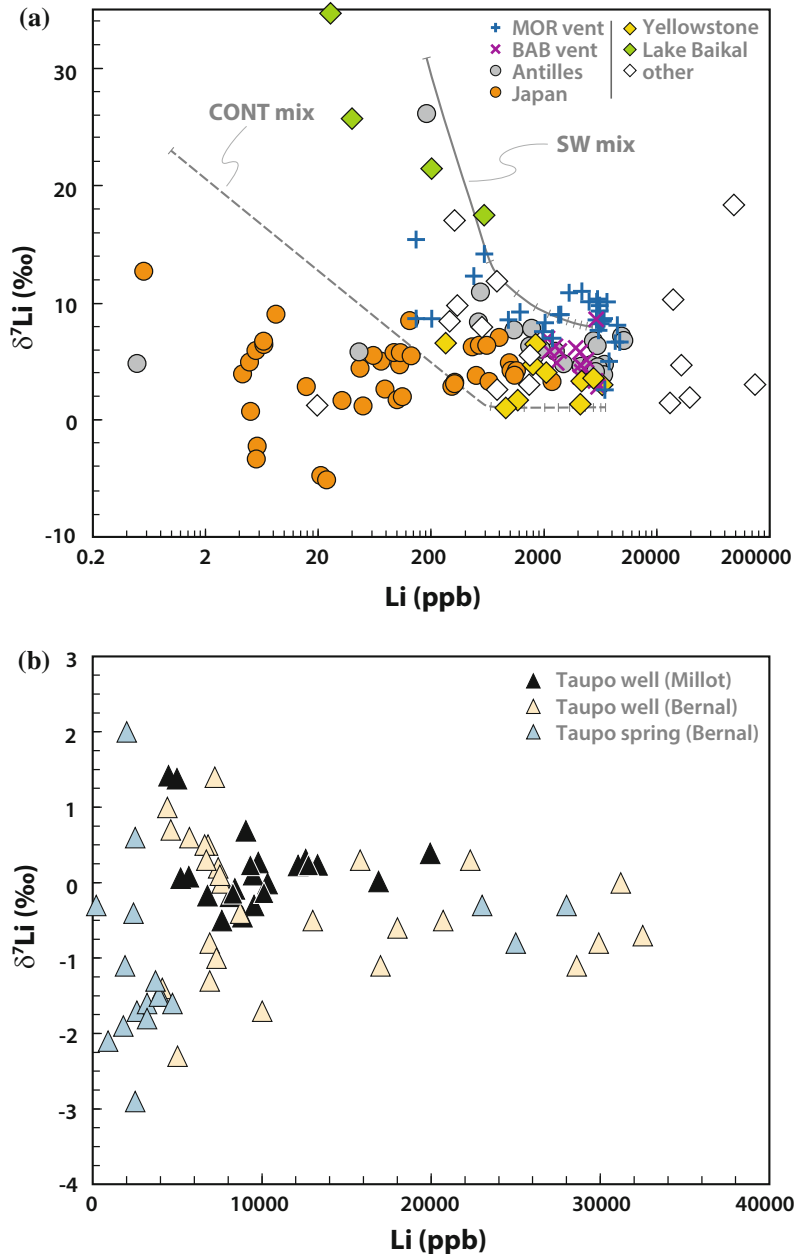 (a)
MOR vent
BAB vent
Antilles
Japan
Yellowstone
Lake Baikal
other
CONT mix
SW mix
30
20
10
0
-10
δ⁷Li (‰)
0.2 2 20 200 2000 20000 200000
Li (ppb)
(b)
Taupo well (Millot)
Taupo well (Bernal)
Taupo spring (Bernal)
3
2
1
0
-1
-2
-3
-4
δ⁷Li (‰)
0 10000 20000 30000 40000
Li (ppb)